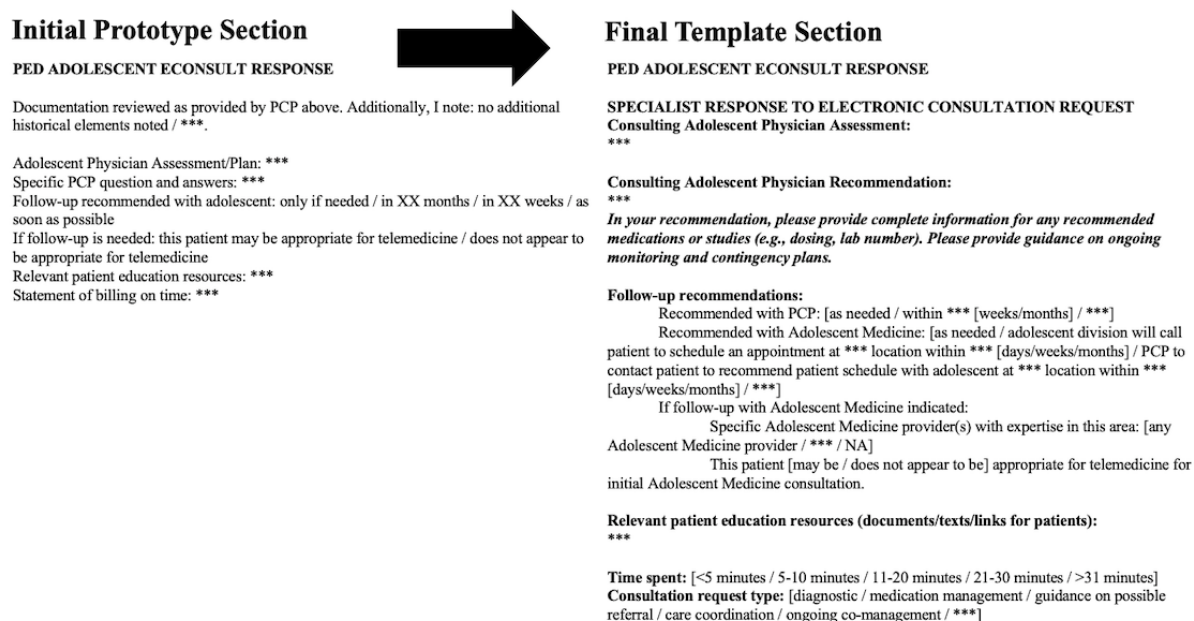 Initial Prototype Section
PED ADOLESCENT ECONSULT RESPONSE
Documentation reviewed as provided by PCP above. Additionally, I note: no additional
historical elements noted / ***.
Adolescent Physician Assessment/Plan: ***
Specific PCP question and answers: ***
Follow-up recommended with adolescent: only if needed / in XX months / in XX weeks / as
soon as possible
If follow-up is needed: this patient may be appropriate for telemedicine / does not appear to
be appropriate for telemedicine
Relevant patient education resources: ***
Statement of billing on time: ***
Final Template Section
PED ADOLESCENT ECONSULT RESPONSE
SPECIALIST RESPONSE TO ELECTRONIC CONSULTATION REQUEST
Consulting Adolescent Physician Assessment:
***
Consulting Adolescent Physician Recommendation:
***
In your recommendation, please provide complete information for any recommended
medications or studies (e.g., dosing, lab number). Please provide guidance on ongoing
monitoring and contingency plans.
Follow-up recommendations:
Recommended with PCP: [as needed / within *** [weeks/months] / ***]
Recommended with Adolescent Medicine: [as needed / adolescent division will call
patient to schedule an appointment at *** location within *** [days/weeks/months] / PCP to
contact patient to recommend patient schedule with adolescent at *** location within ***
[days/weeks/months] / ***]
If follow-up with Adolescent Medicine indicated:
Specific Adolescent Medicine provider(s) with expertise in this area: [any
Adolescent Medicine provider / *** / NA]
This patient [may be / does not appear to be] appropriate for telemedicine for
initial Adolescent Medicine consultation.
Relevant patient education resources (documents/texts/links for patients):
***
Time spent: [<5 minutes / 5-10 minutes / 11-20 minutes / 21-30 minutes / >31 minutes]
Consultation request type: [diagnostic / medication management / guidance on possible
referral / care coordination / ongoing co-management / ***]